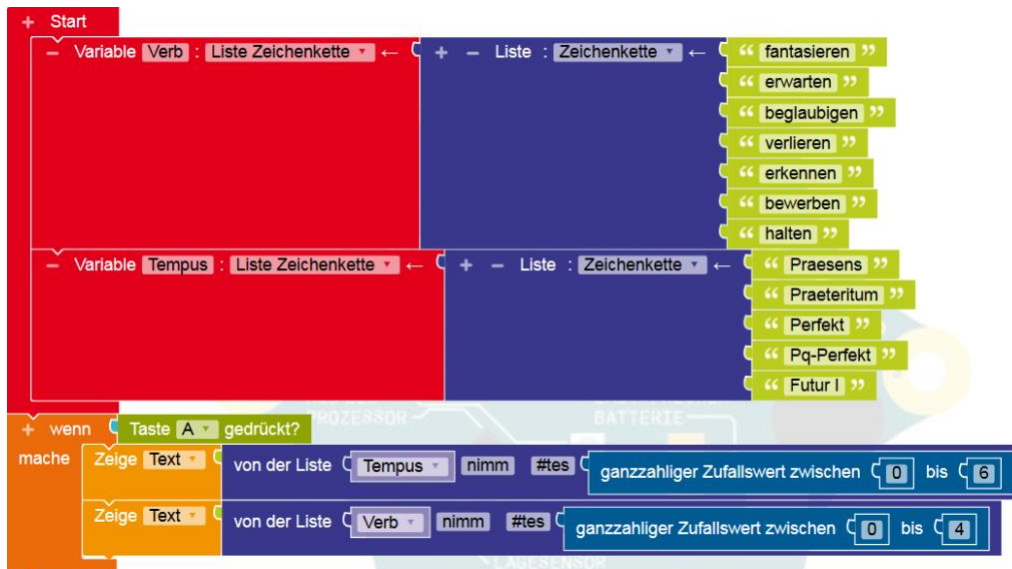 + Start
− Variable Verb : Liste Zeichenkette ← + − Liste : Zeichenkette ← “ fantasieren ”
“ erwarten ”
“ beglaubigen ”
“ verlieren ”
“ erkennen ”
“ bewerben ”
“ halten ”
− Variable Tempus : Liste Zeichenkette ← + − Liste : Zeichenkette ← “ Praesens ”
“ Praeteritum ”
“ Perfekt ”
“ Pq-Perfekt ”
“ Futur I ”
PROZESSOR BATTERIE
+ wenn Taste A gedrückt?
mache Zeige Text von der Liste Tempus nimm #tes ganzzahliger Zufallswert zwischen 0 bis 6
Zeige Text von der Liste Verb nimm #tes ganzzahliger Zufallswert zwischen 0 bis 4
LAGESENSOR